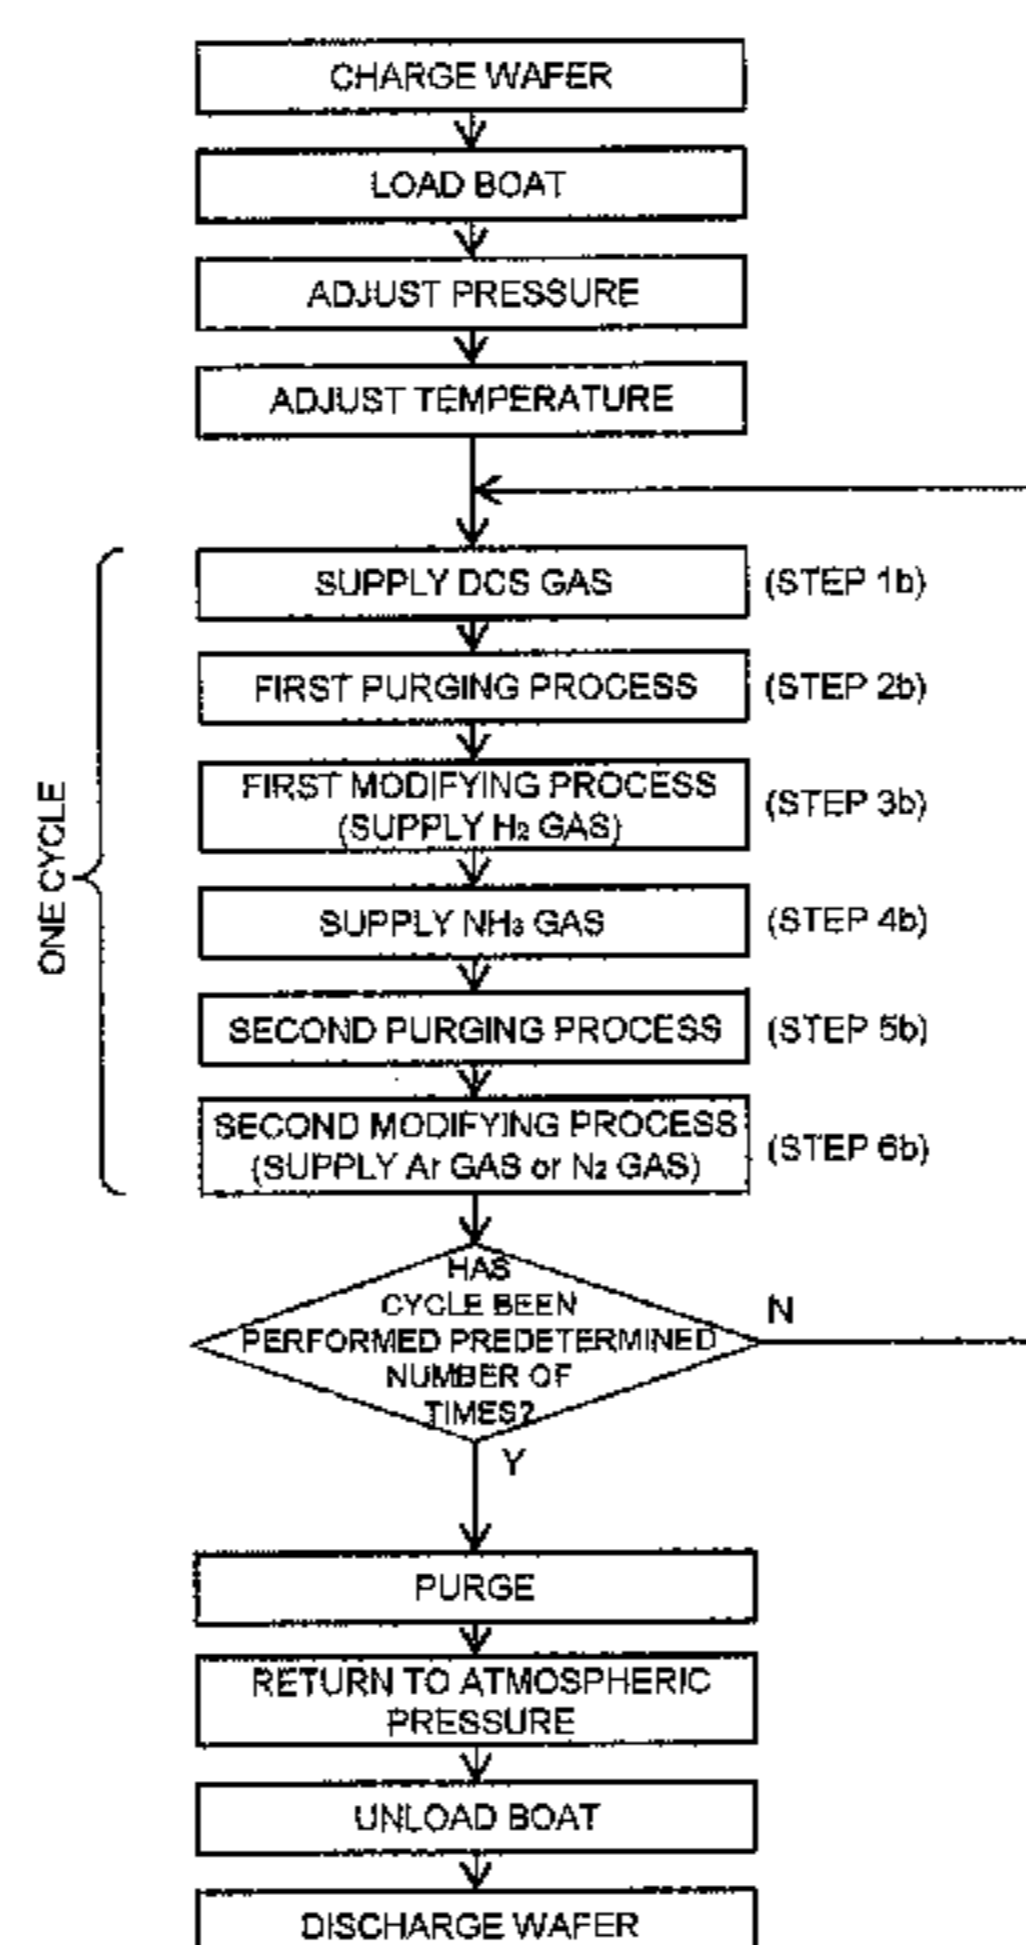 CHARGE WAFER
LOAD BOAT
ADJUST PRESSURE
ADJUST TEMPERATURE
ONE CYCLE
SUPPLY DCS GAS (STEP 1b)
FIRST PURGING PROCESS (STEP 2b)
FIRST MODIFYING PROCESS
(SUPPLY H₂ GAS) (STEP 3b)
SUPPLY NH₃ GAS (STEP 4b)
SECOND PURGING PROCESS (STEP 5b)
SECOND MODIFYING PROCESS
(SUPPLY Ar GAS or N₂ GAS) (STEP 6b)
HAS
CYCLE BEEN
PERFORMED PREDETERMINED
NUMBER OF
TIMES?
N
Y
PURGE
RETURN TO ATMOSPHERIC
PRESSURE
UNLOAD BOAT
DISCHARGE WAFER